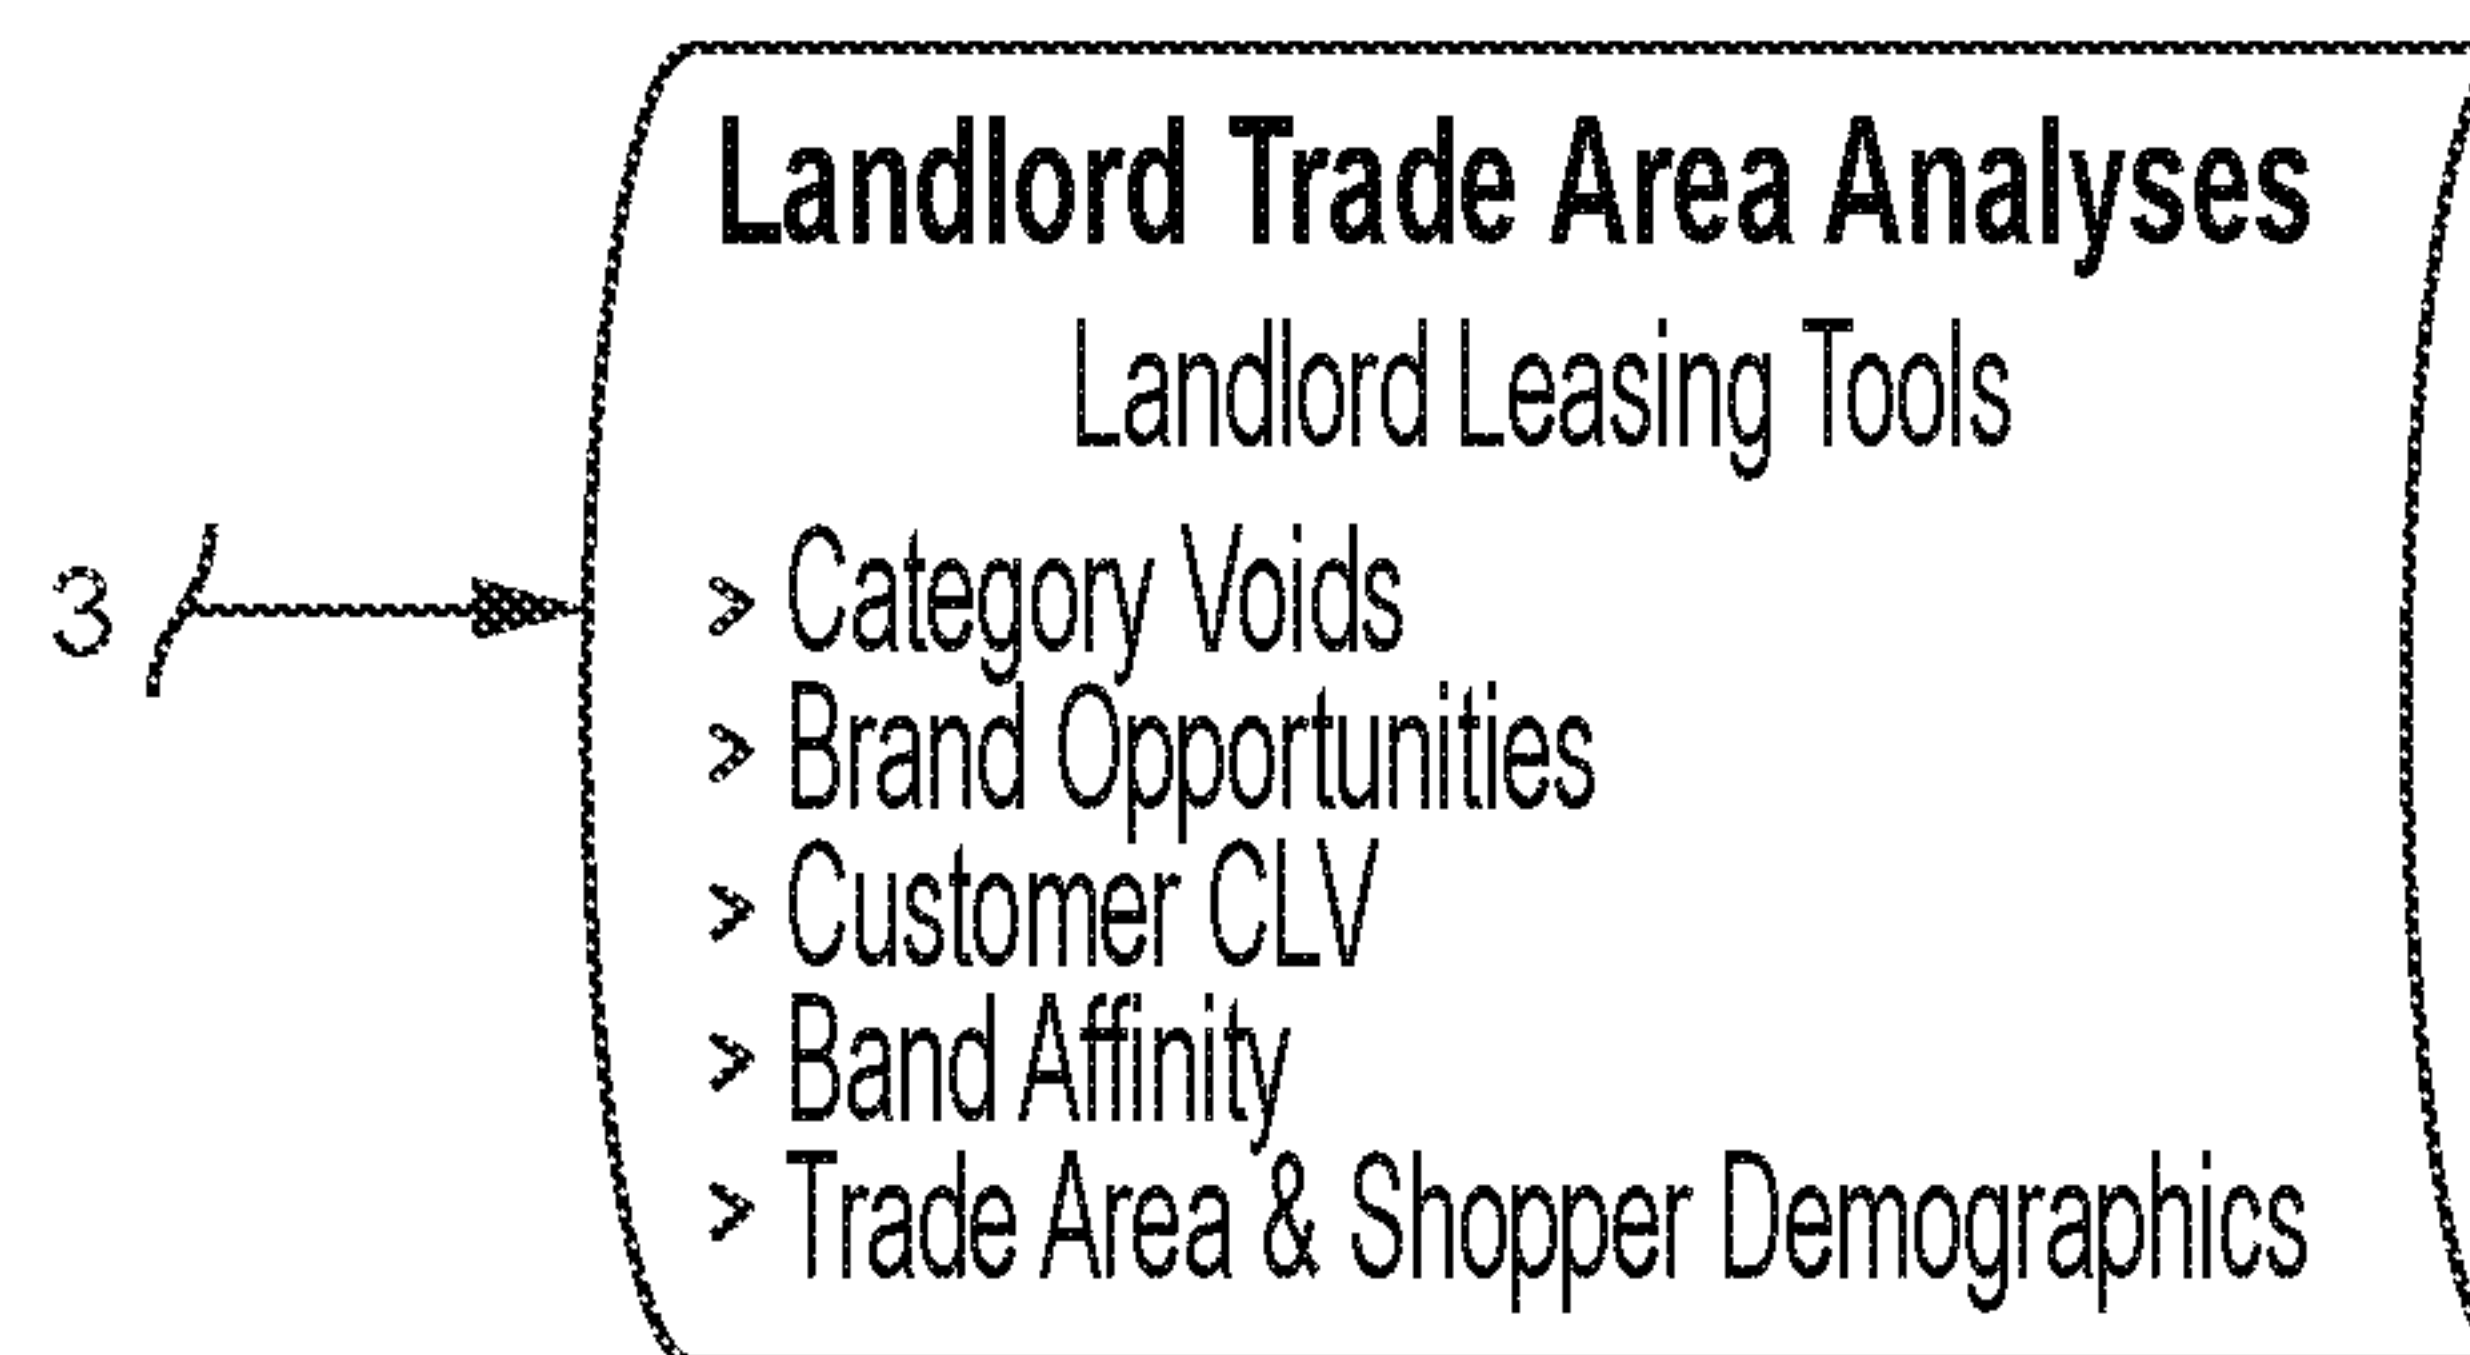 Landlord Trade Area Analyses
Landlord Leasing Tools
3
> Category Voids
> Brand Opportunities
> Customer CLV
> Band Affinity
> Trade Area & Shopper Demographics